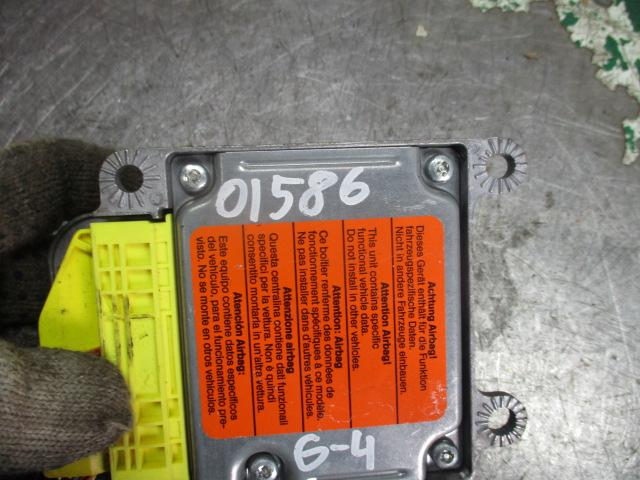 01586
Achtung Airbag!
Dieses Gerät enthält für die Funktion
fahrzeugspezifische Daten.
Nicht in andere Fahrzeuge einbauen.
Attention Airbag!
This unit contains specific
functional vehicle data.
Do not install in other vehicles.
Attention: Airbag
Ce boîtier renferme des données de
fonctionnement spécifiques à ce modèle.
Ne pas installer dans d'autres véhicules.
Attenzione airbag
Questa centralina contiene dati funzionali
specifici per la vettura. Non è quindi
consentito montarla in un'altra vettura.
Atención Airbag:
Este equipo contiene datos específicos
del vehículo, para el funcionamiento pre-
visto. No se monte en otros vehículos.
6-4